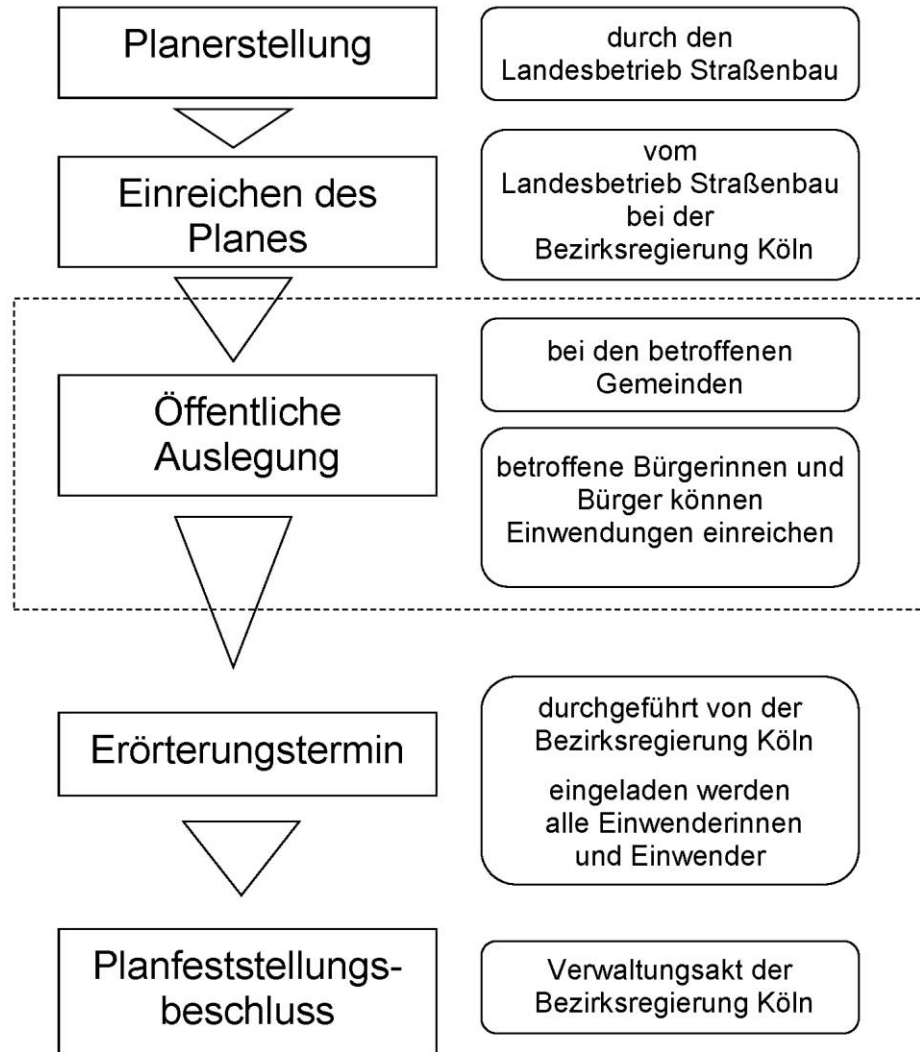 Planerstellung
durch den
Landesbetrieb Straßenbau
Einreichen des
Planes
vom
Landesbetrieb Straßenbau
bei der
Bezirksregierung Köln
Öffentliche
Auslegung
bei den betroffenen
Gemeinden
betroffene Bürgerinnen und
Bürger können
Einwendungen einreichen
Erörterungstermin
durchgeführt von der
Bezirksregierung Köln
eingeladen werden
alle Einwenderinnen
und Einwender
Planfeststellungs-
beschluss
Verwaltungsakt der
Bezirksregierung Köln